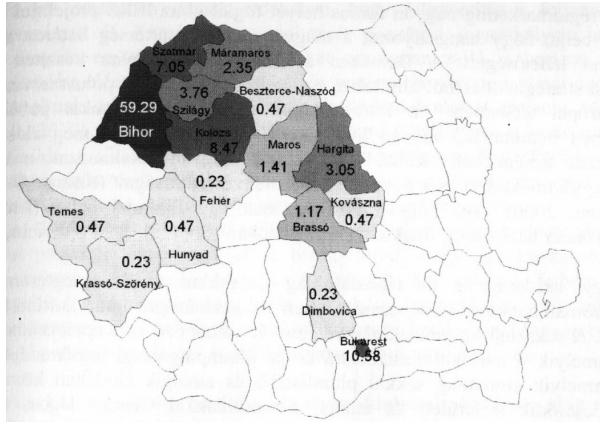 Szatmár
7.05
Máramaros
2.35
3.76
Szilágy
Beszterce-Naszód
0.47
59.29
Bihor
Kolozs
8.47
Maros
1.41
Hargita
3.05
0.23
Fehér
Kovászna
0.47
1.17
Brassó
Temes
0.47
0.47
Hunyad
0.23
Krassó-Szörény
0.23
Dimbovica
Bukarest
10.58